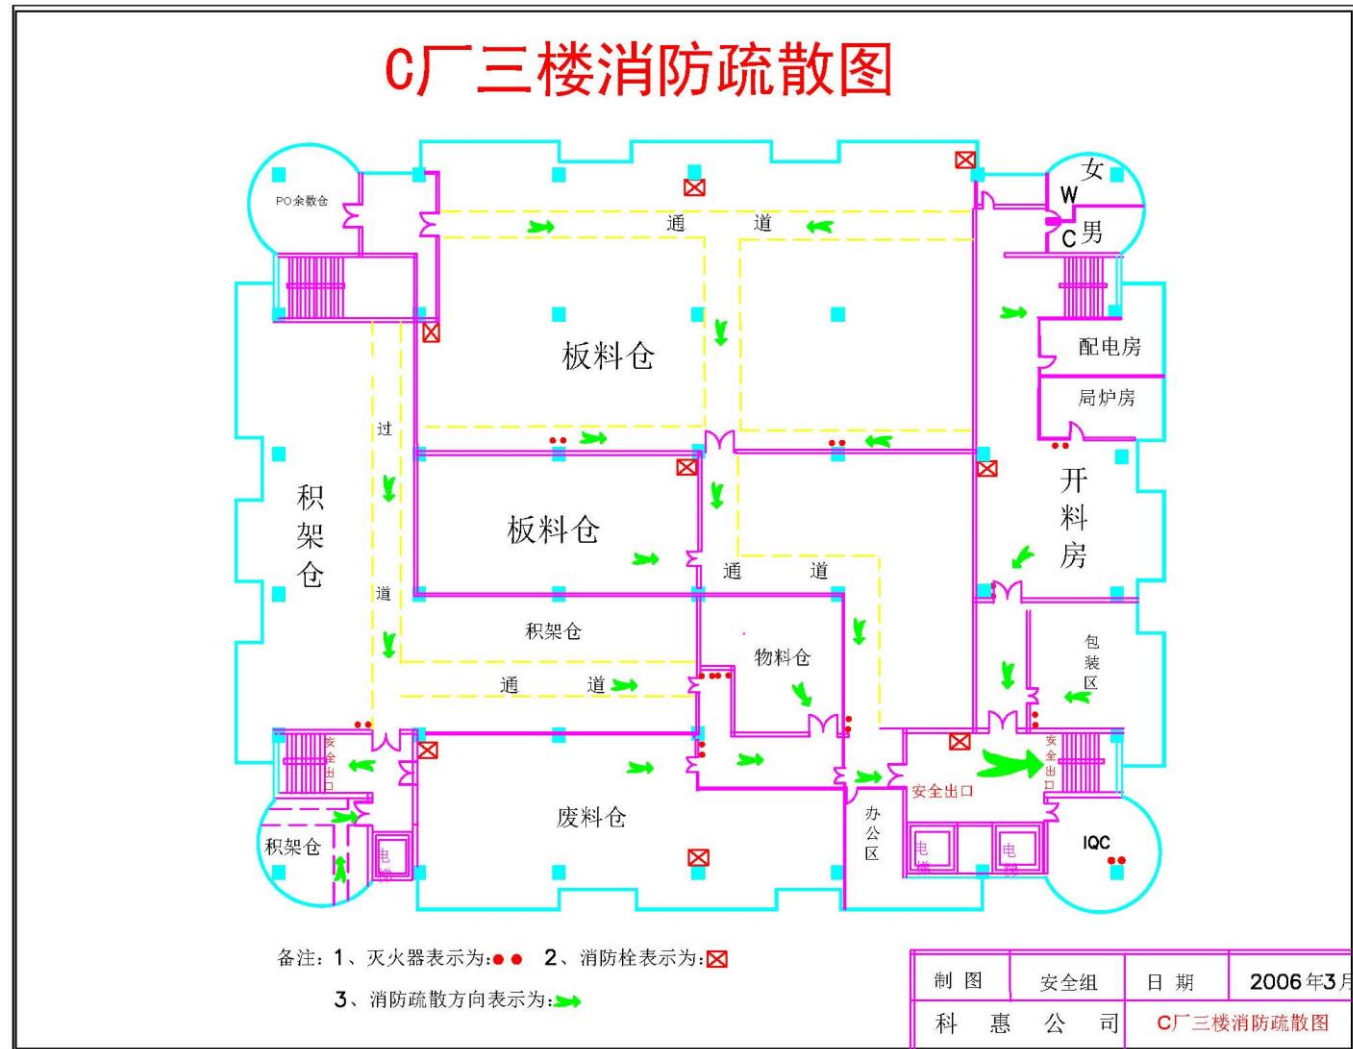 C厂三楼消防疏散图
PO余数仓
女
W
C 男
通 道
板料仓
配电房
局炉房
过
道
积架仓
板料仓
开料房
通 道
积架仓
物料仓
包装区
通 道
安全出口
安全出口
安全出口
废料仓
办公区
积架仓
电
电
电
IQC
备注: 1、灭火器表示为: 2、消防栓表示为:
3、消防疏散方向表示为:
制 图 安全组 日 期 2006年3月
科 惠 公 司 C厂三楼消防疏散图